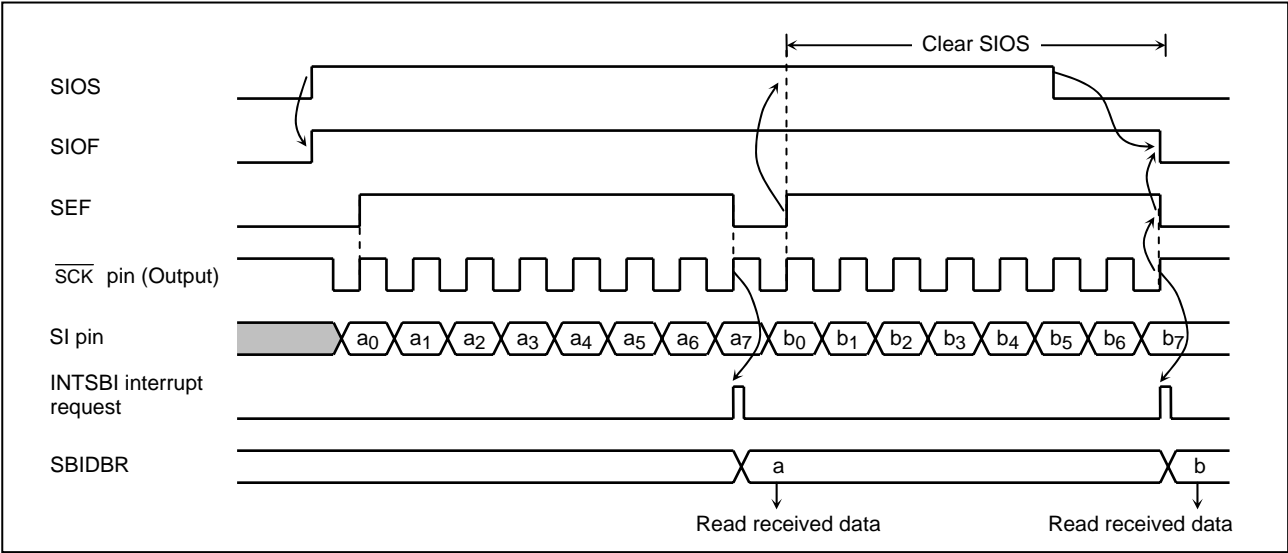 Clear SIOS
SIOS
SIOF
SEF
SCK pin (Output)
SI pin
a0 a1 a2 a3 a4 a5 a6 a7 b0 b1 b2 b3 b4 b5 b6 b7
INTSBI interrupt
request
SBIDBR
a b
Read received data Read received data